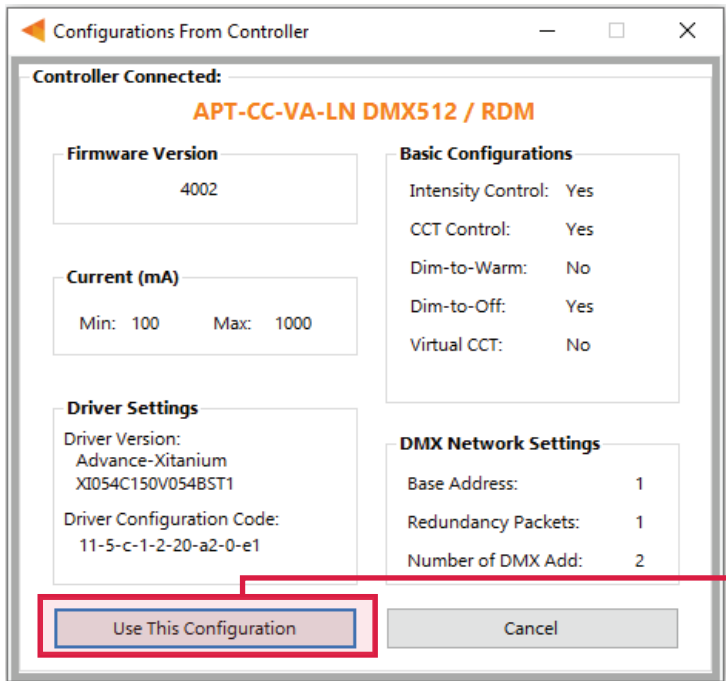 Configurations From Controller
Controller Connected:
APT-CC-VA-LN DMX512 / RDM
Firmware Version
4002
Current (mA)
Min: 100 Max: 1000
Driver Settings
Driver Version:
Advance-Xitanium
XI054C150V054BST1
Driver Configuration Code:
11-5-c-1-2-20-a2-0-e1
Basic Configurations
Intensity Control: Yes
CCT Control: Yes
Dim-to-Warm: No
Dim-to-Off: Yes
Virtual CCT: No
DMX Network Settings
Base Address: 1
Redundancy Packets: 1
Number of DMX Add: 2
Use This Configuration
Cancel